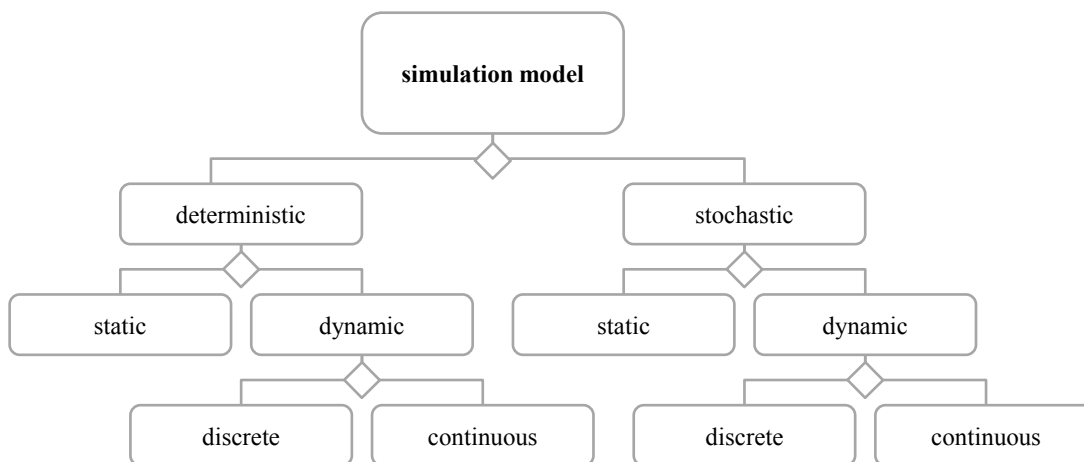 simulation model
deterministic
stochastic
static
dynamic
static
dynamic
discrete
continuous
discrete
continuous